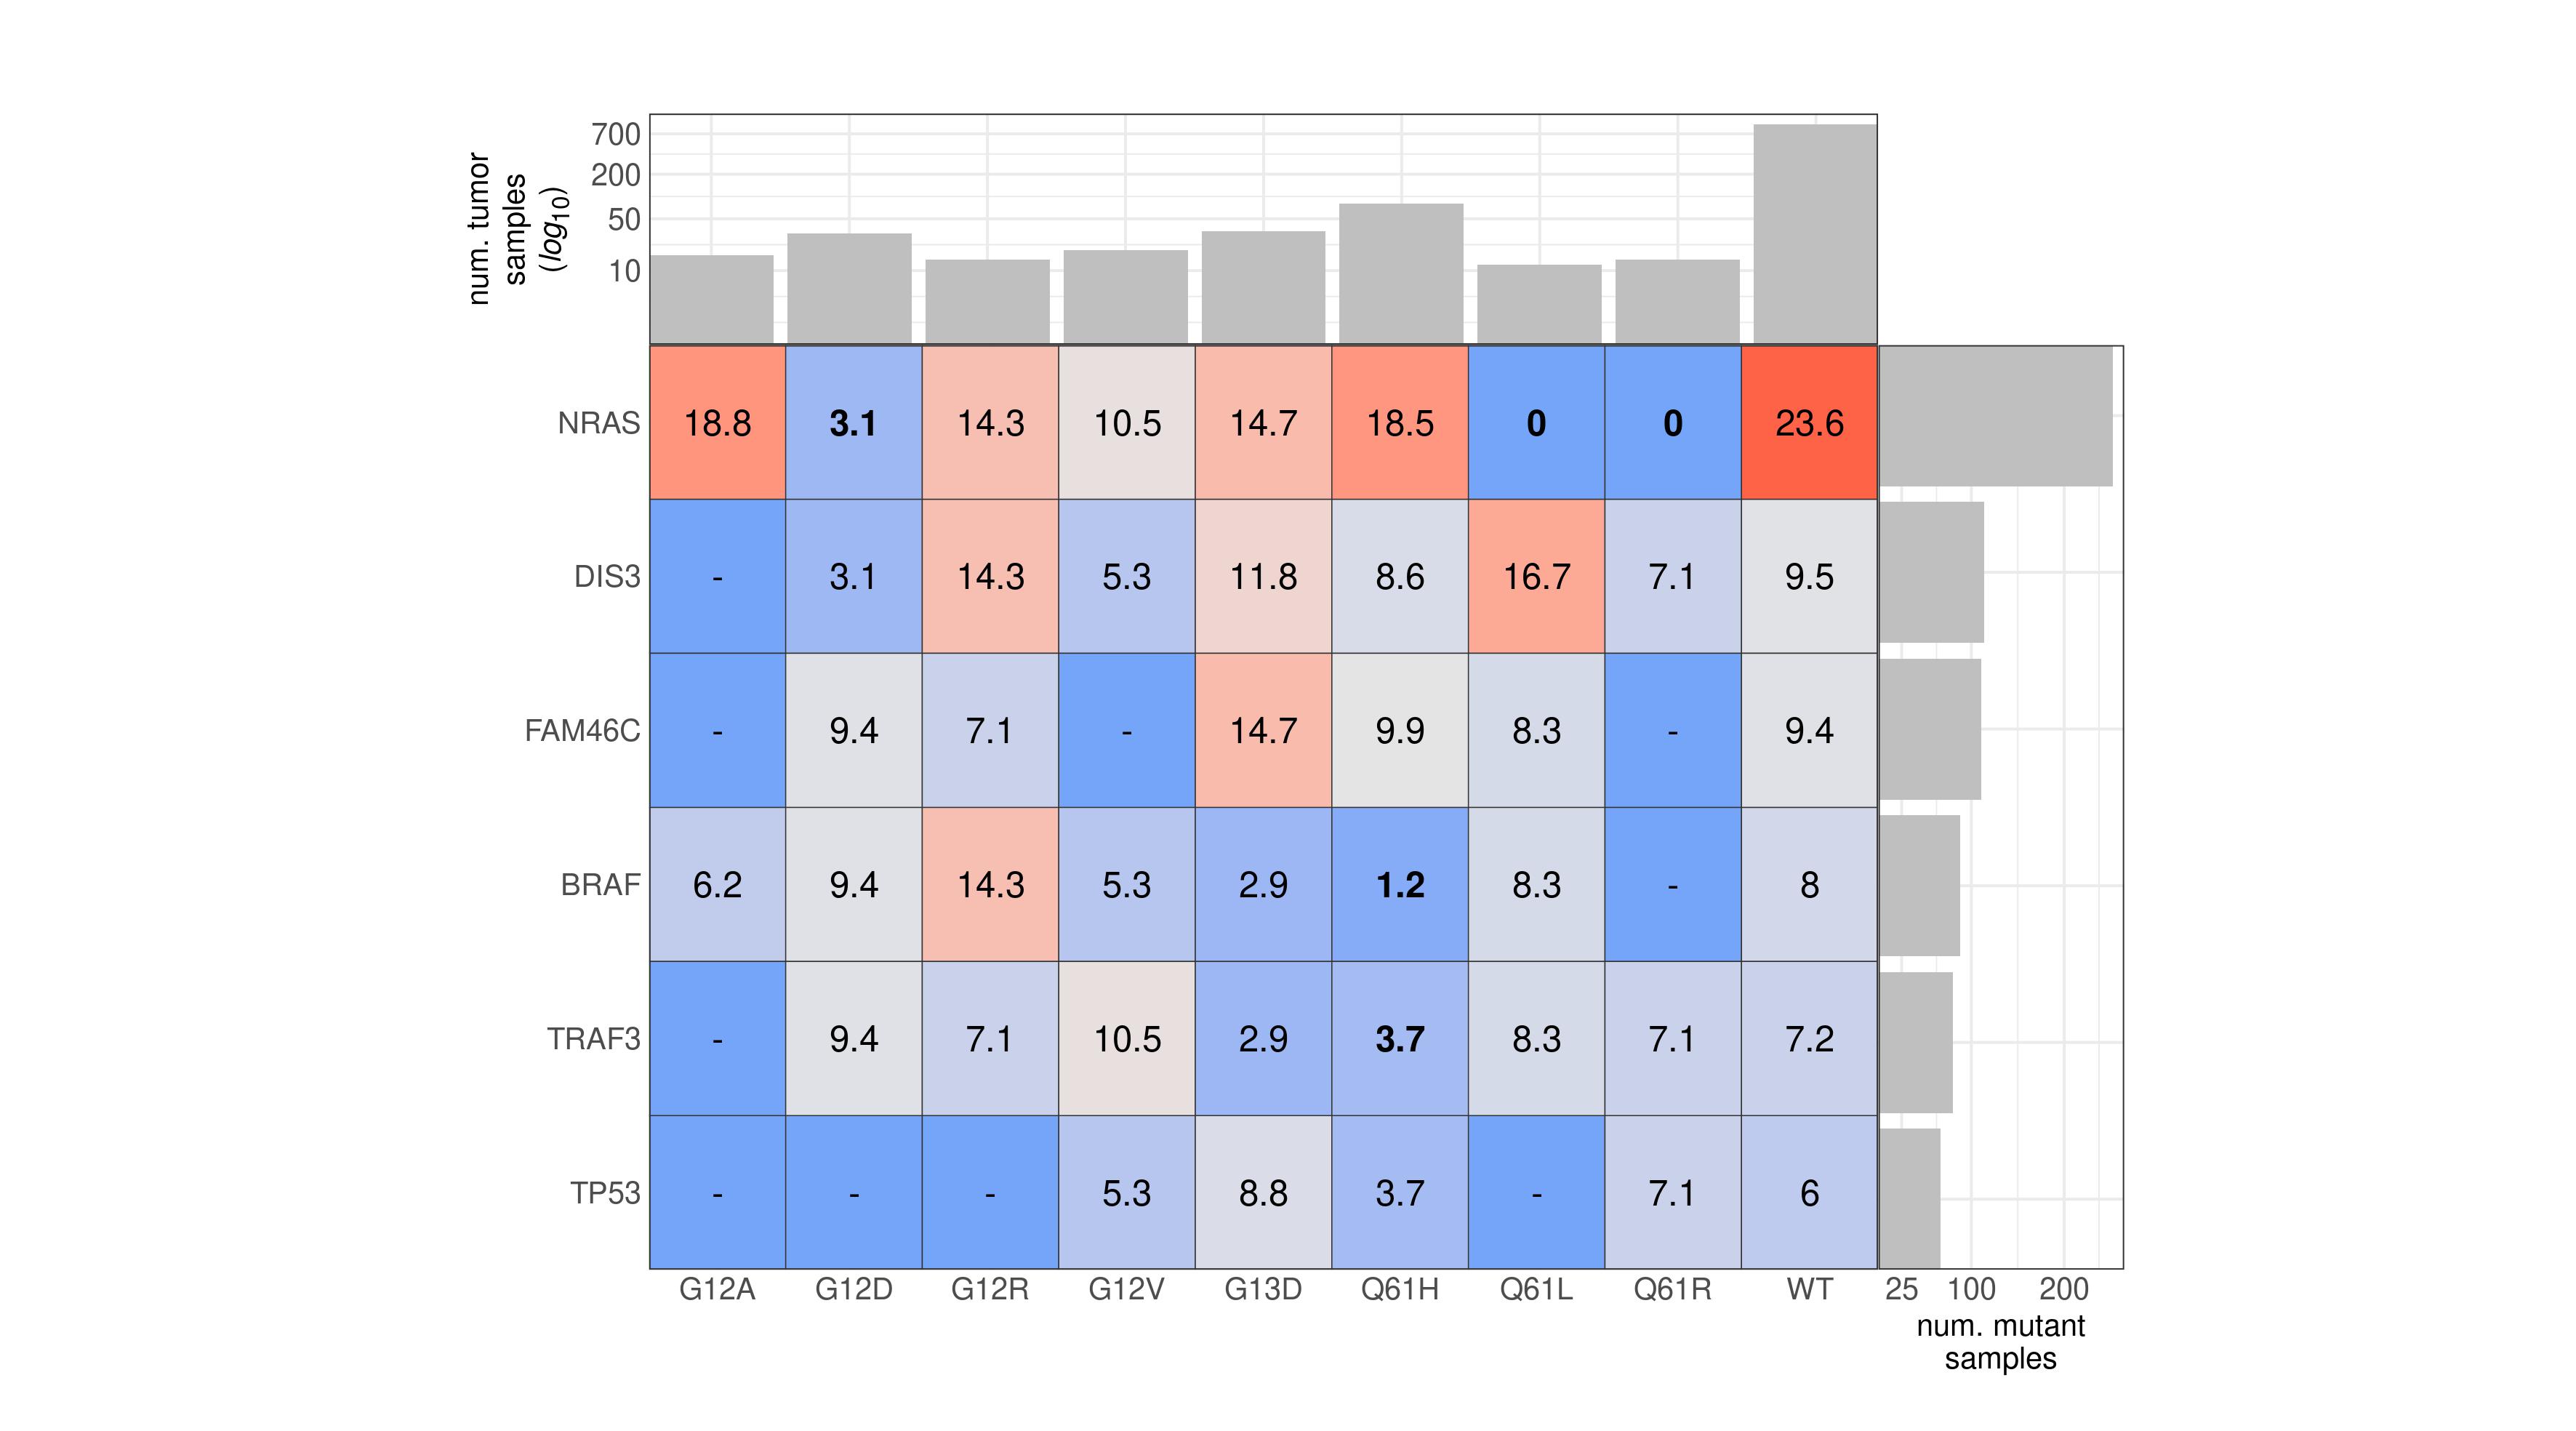 num. tumor
samples
(log10)
700
200
50
10
NRAS 18.8 3.1 14.3 10.5 14.7 18.5 0 0 23.6
DIS3 - 3.1 14.3 5.3 11.8 8.6 16.7 7.1 9.5
FAM46C - 9.4 7.1 - 14.7 9.9 8.3 - 9.4
BRAF 6.2 9.4 14.3 5.3 2.9 1.2 8.3 - 8
TRAF3 - 9.4 7.1 10.5 2.9 3.7 8.3 7.1 7.2
TP53 - - - 5.3 8.8 3.7 - 7.1 6
G12A G12D G12R G12V G13D Q61H Q61L Q61R WT 25 100 200
num. mutant
samples